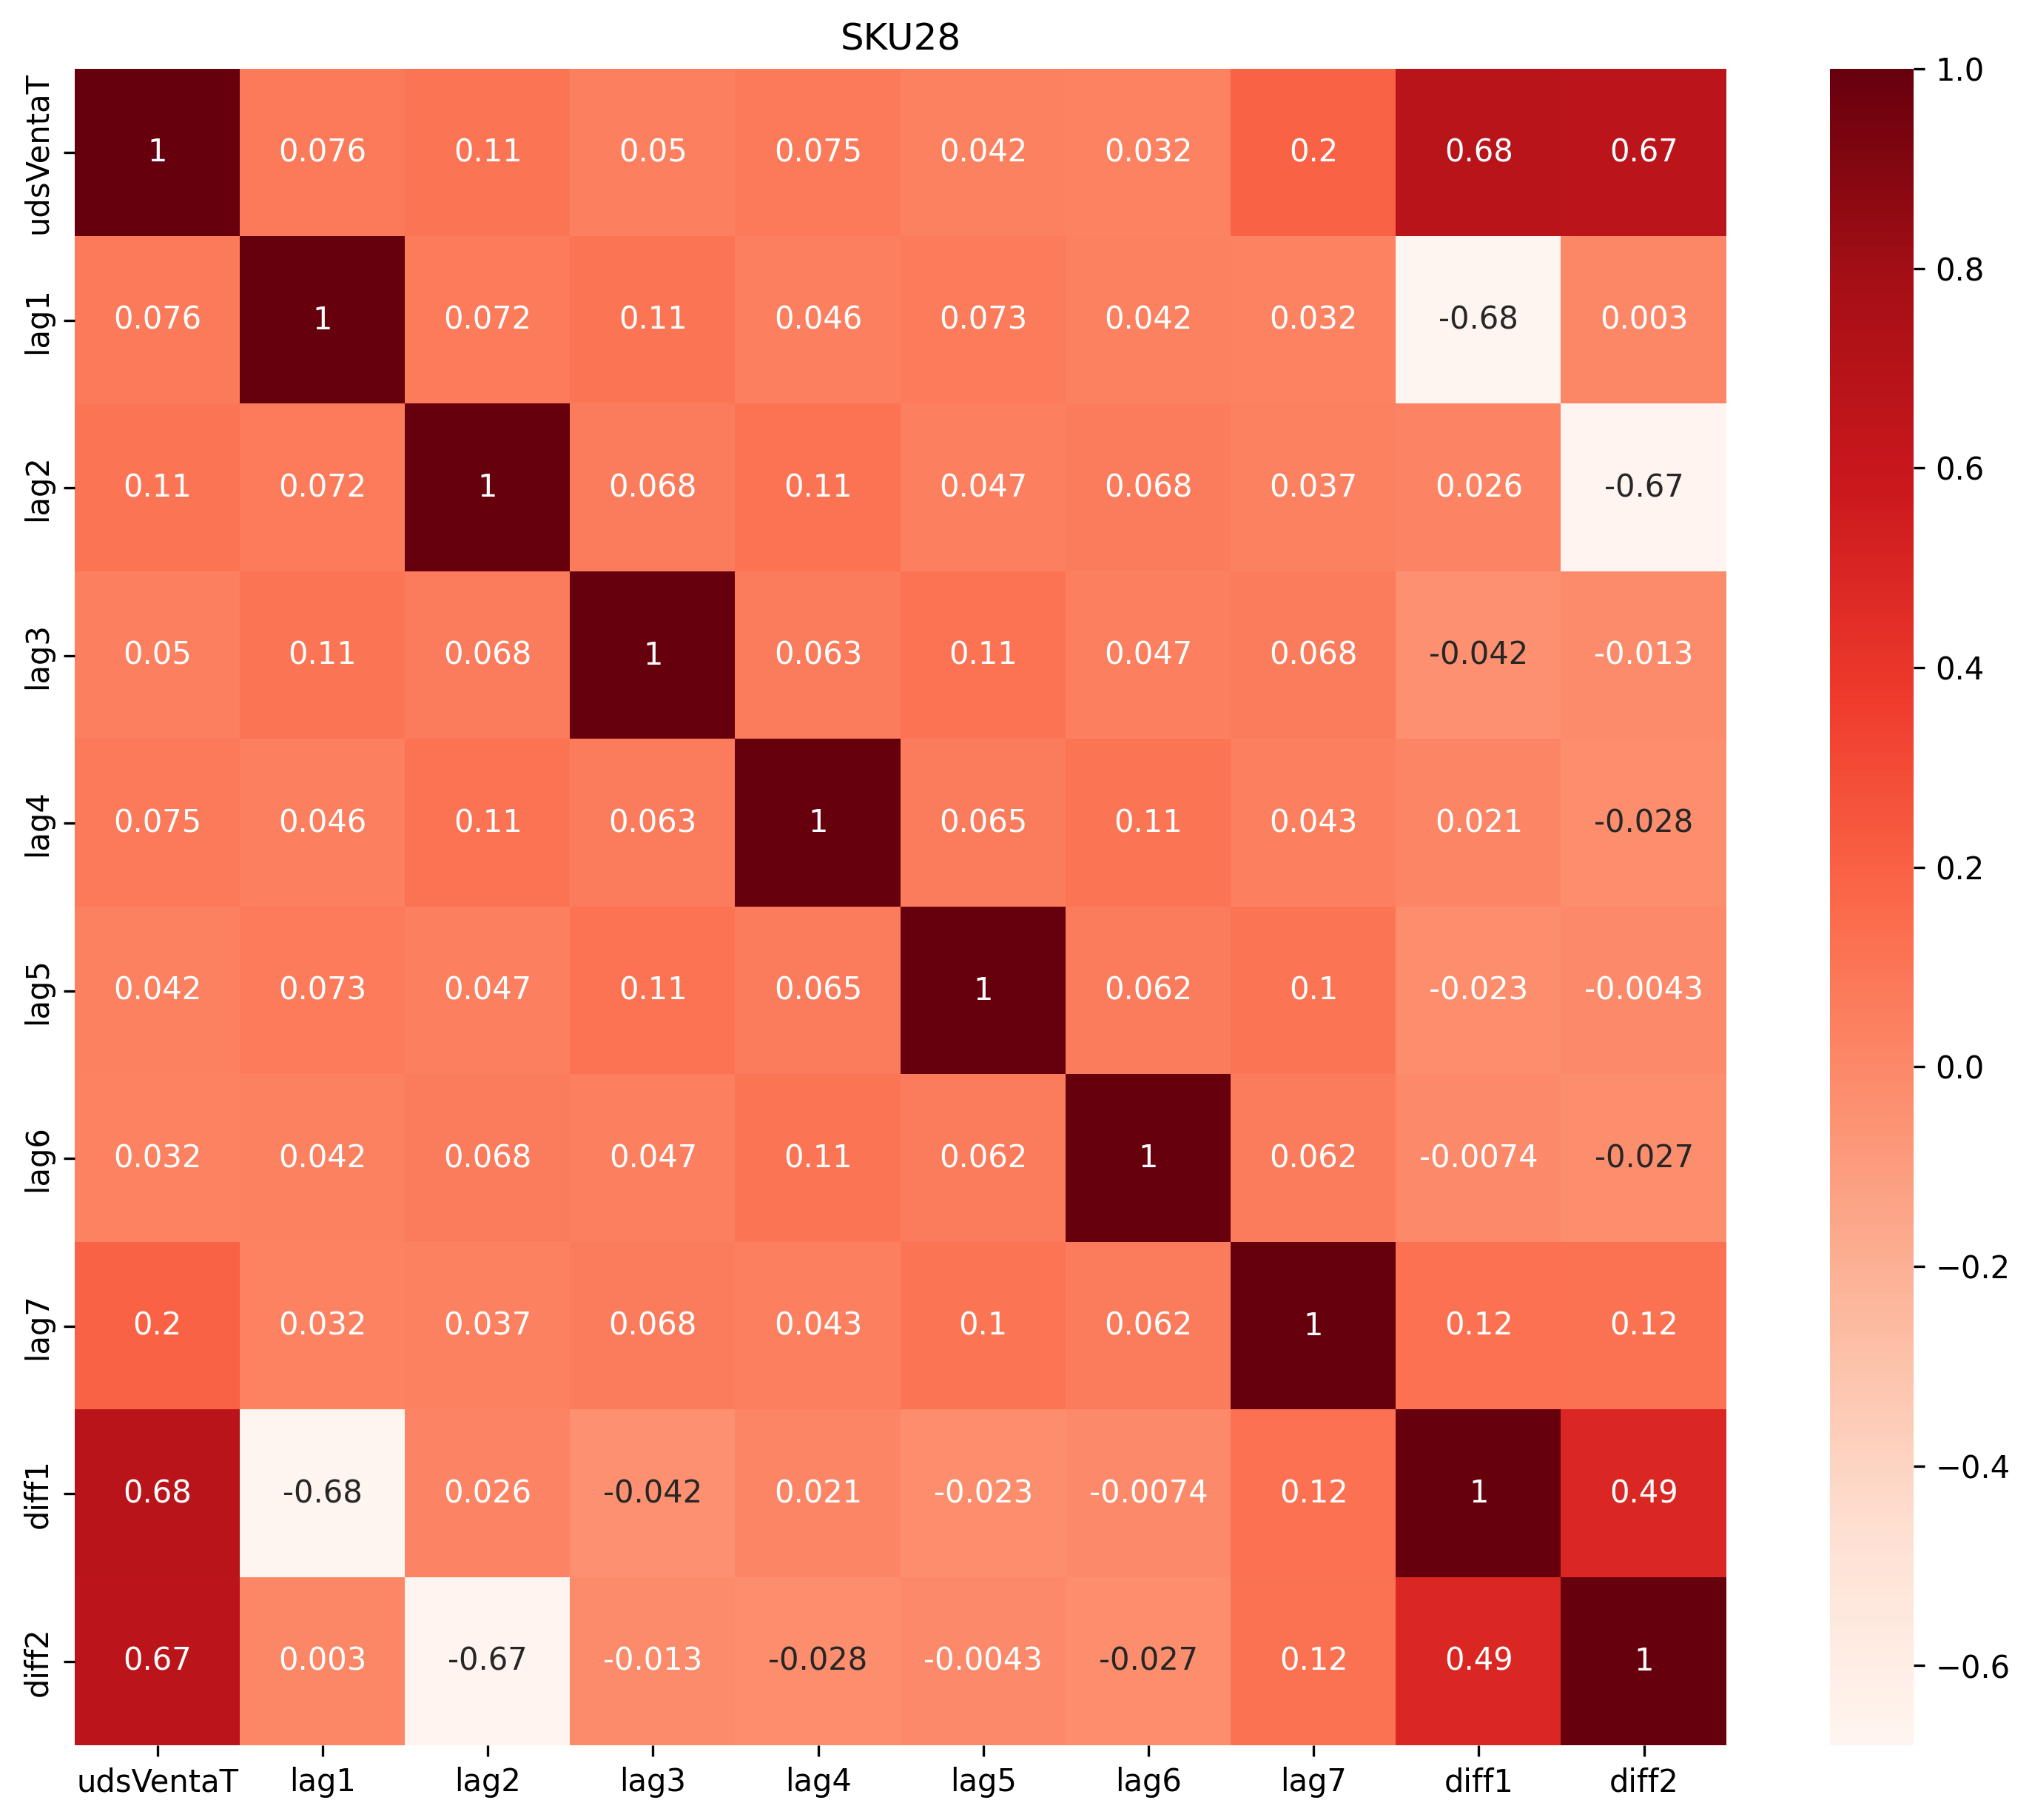 SKU28
udsVentaT 1 0.076 0.11 0.05 0.075 0.042 0.032 0.2 0.68 0.67
lag1 0.076 1 0.072 0.11 0.046 0.073 0.042 0.032 -0.68 0.003
lag2 0.11 0.072 1 0.068 0.11 0.047 0.068 0.037 0.026 -0.67
lag3 0.05 0.11 0.068 1 0.063 0.11 0.047 0.068 -0.042 -0.013
lag4 0.075 0.046 0.11 0.063 1 0.065 0.11 0.043 0.021 -0.028
lag5 0.042 0.073 0.047 0.11 0.065 1 0.062 0.1 -0.023 -0.0043
lag6 0.032 0.042 0.068 0.047 0.11 0.062 1 0.062 -0.0074 -0.027
lag7 0.2 0.032 0.037 0.068 0.043 0.1 0.062 1 0.12 0.12
diff1 0.68 -0.68 0.026 -0.042 0.021 -0.023 -0.0074 0.12 1 0.49
diff2 0.67 0.003 -0.67 -0.013 -0.028 -0.0043 -0.027 0.12 0.49 1
udsVentaT lag1 lag2 lag3 lag4 lag5 lag6 lag7 diff1 diff2
1.0
0.8
0.6
0.4
0.2
0.0
−0.2
−0.4
−0.6